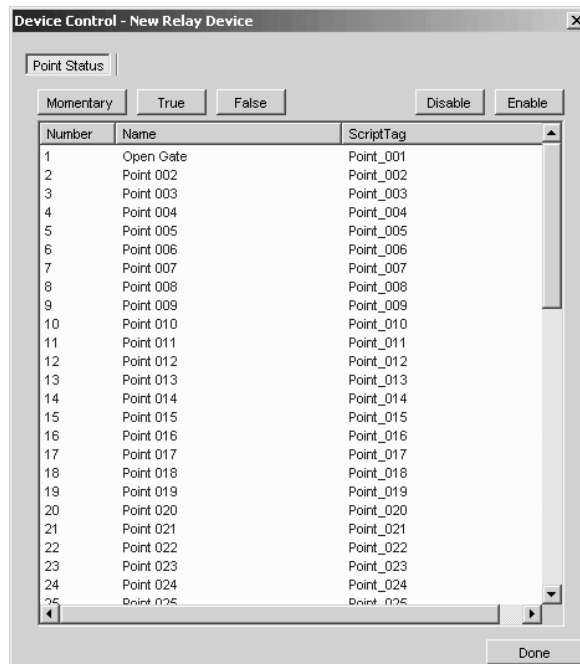 Device Control - New Relay Device
Point Status
Momentary True False Disable Enable
Number Name ScriptTag
1 Open Gate Point_001
2 Point 002 Point_002
3 Point 003 Point_003
4 Point 004 Point_004
5 Point 005 Point_005
6 Point 006 Point_006
7 Point 007 Point_007
8 Point 008 Point_008
9 Point 009 Point_009
10 Point 010 Point_010
11 Point 011 Point_011
12 Point 012 Point_012
13 Point 013 Point_013
14 Point 014 Point_014
15 Point 015 Point_015
16 Point 016 Point_016
17 Point 017 Point_017
18 Point 018 Point_018
19 Point 019 Point_019
20 Point 020 Point_020
21 Point 021 Point_021
22 Point 022 Point_022
23 Point 023 Point_023
24 Point 024 Point_024
25 Point 025 Point_025
Done